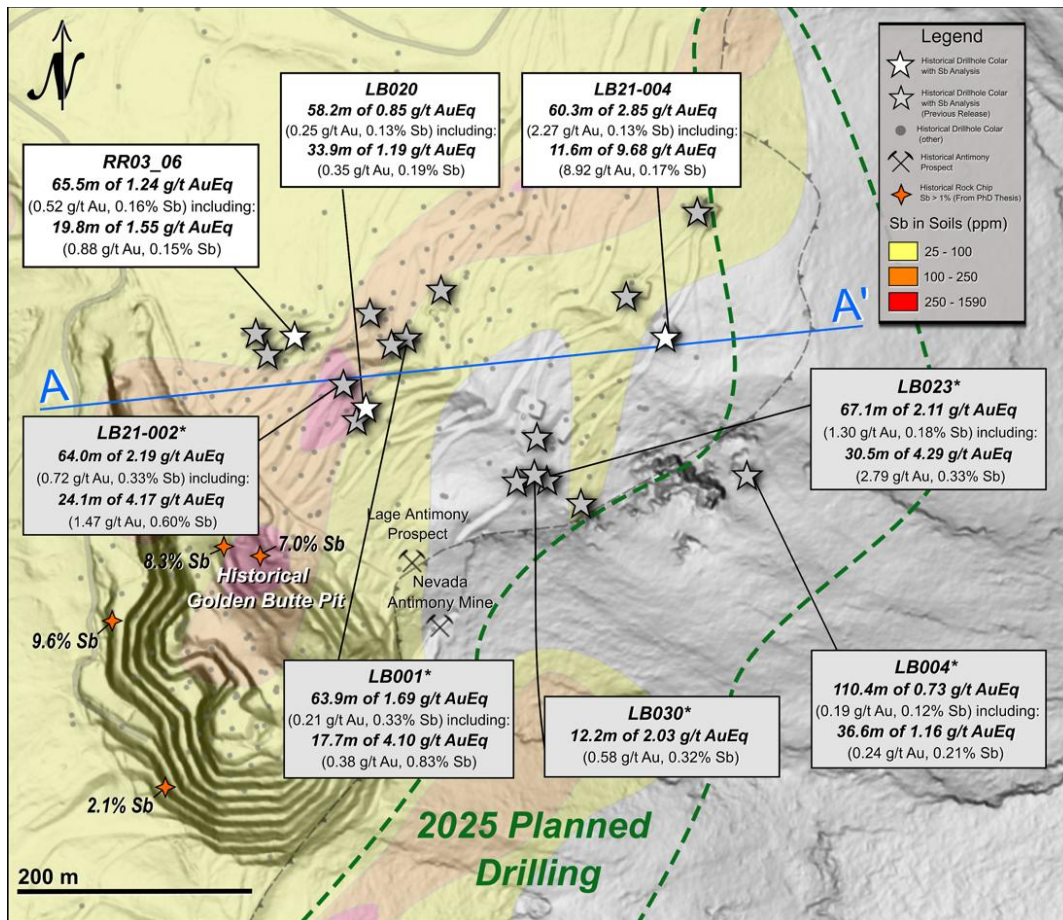 N
Legend
Historical Drillhole Colar
with Sb Analysis
Historical Drillhole Colar
with Sb Analysis
(Previous Release)
Historical Drillhole Colar
(other)
Historical Antimony
Prospect
Historical Rock Chip
Sb > 1% (From PhD Thesis)
Sb in Soils (ppm)
25 - 100
100 - 250
250 - 1590
LB020
58.2m of 0.85 g/t AuEq
(0.25 g/t Au, 0.13% Sb) including:
33.9m of 1.19 g/t AuEq
(0.35 g/t Au, 0.19% Sb)
LB21-004
60.3m of 2.85 g/t AuEq
(2.27 g/t Au, 0.13% Sb) including:
11.6m of 9.68 g/t AuEq
(8.92 g/t Au, 0.17% Sb)
RR03_06
65.5m of 1.24 g/t AuEq
(0.52 g/t Au, 0.16% Sb) including:
19.8m of 1.55 g/t AuEq
(0.88 g/t Au, 0.15% Sb)
A
A'
LB21-002*
64.0m of 2.19 g/t AuEq
(0.72 g/t Au, 0.33% Sb) including:
24.1m of 4.17 g/t AuEq
(1.47 g/t Au, 0.60% Sb)
LB023*
67.1m of 2.11 g/t AuEq
(1.30 g/t Au, 0.18% Sb) including:
30.5m of 4.29 g/t AuEq
(2.79 g/t Au, 0.33% Sb)
Lage Antimony
Prospect
8.3% Sb
7.0% Sb
Historical
Golden Butte Pit
Nevada
Antimony Mine
9.6% Sb
LB001*
63.9m of 1.69 g/t AuEq
(0.21 g/t Au, 0.33% Sb) including:
17.7m of 4.10 g/t AuEq
(0.38 g/t Au, 0.83% Sb)
LB030*
12.2m of 2.03 g/t AuEq
(0.58 g/t Au, 0.32% Sb)
LB004*
110.4m of 0.73 g/t AuEq
(0.19 g/t Au, 0.12% Sb) including:
36.6m of 1.16 g/t AuEq
(0.24 g/t Au, 0.21% Sb)
2.1% Sb
2025 Planned
Drilling
200 m